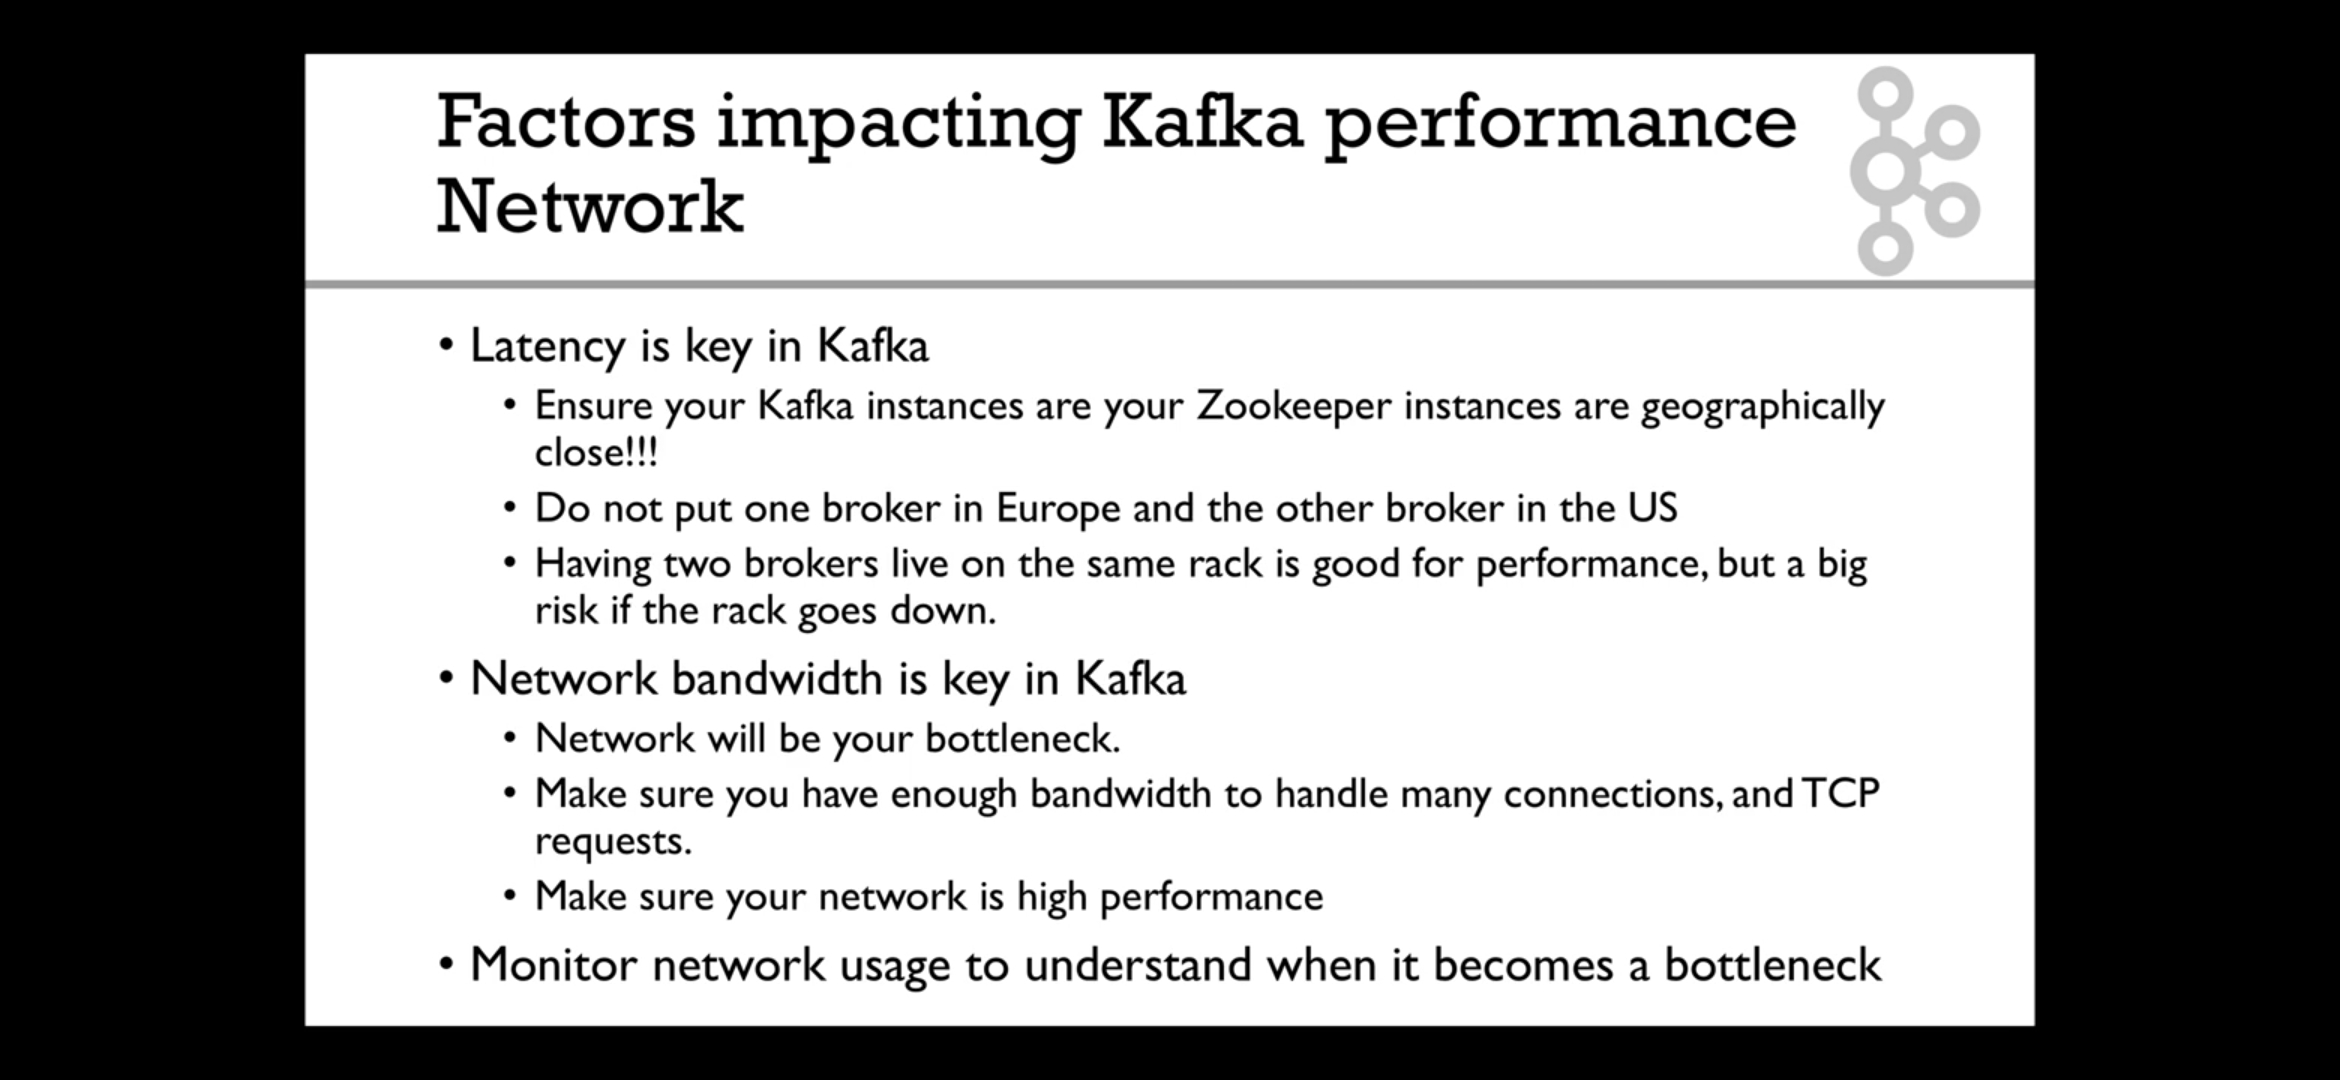 Factors impacting Kafka performance
Network
• Latency is key in Kafka
• Ensure your Kafka instances are your Zookeeper instances are geographically
close!!!
• Do not put one broker in Europe and the other broker in the US
• Having two brokers live on the same rack is good for performance, but a big
risk if the rack goes down.
• Network bandwidth is key in Kafka
• Network will be your bottleneck.
• Make sure you have enough bandwidth to handle many connections, and TCP
requests.
• Make sure your network is high performance
• Monitor network usage to understand when it becomes a bottleneck